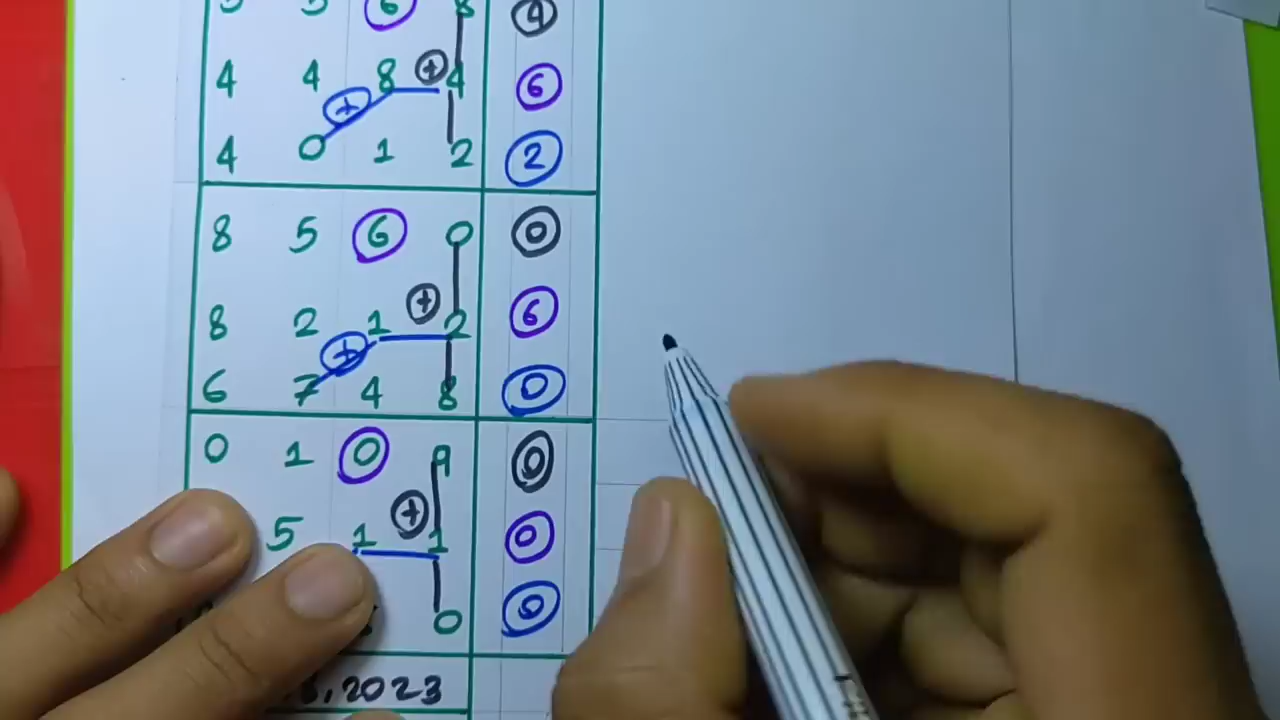 5 5 6 8 4
4 4 8 + 4 6
+
4 0 1 2 2
8 5 6 0 0
+
8 2 1 2 6
+
6 7 4 8 0
0 1 0 9 0
+
5 1 1 0
0 0
2023